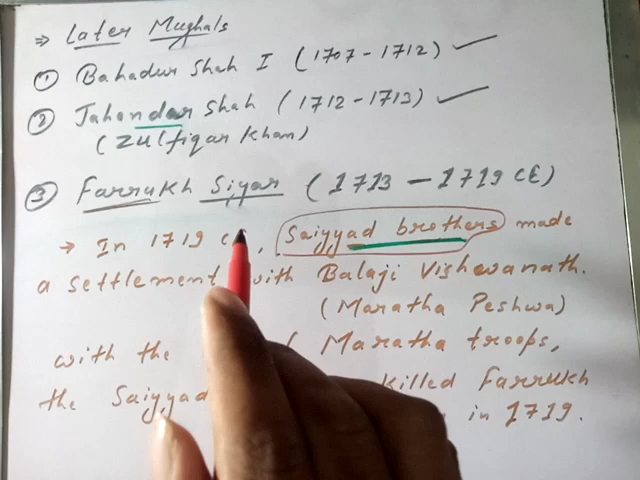 ⇒ Later Mughals
① Bahadur Shah I (1707 - 1712) ✓
② Jahandar Shah (1712 - 1713) ✓
(Zulfiqar Khan)
③ Farrukh Siyar (1713 - 1719 CE)
→ In 1719 C , Saiyyad brothers made
a settlement with Balaji Vishwanath.
(Maratha Peshwa)
with the Maratha troops,
the Saiyyad killed Farrukh
in 1719.